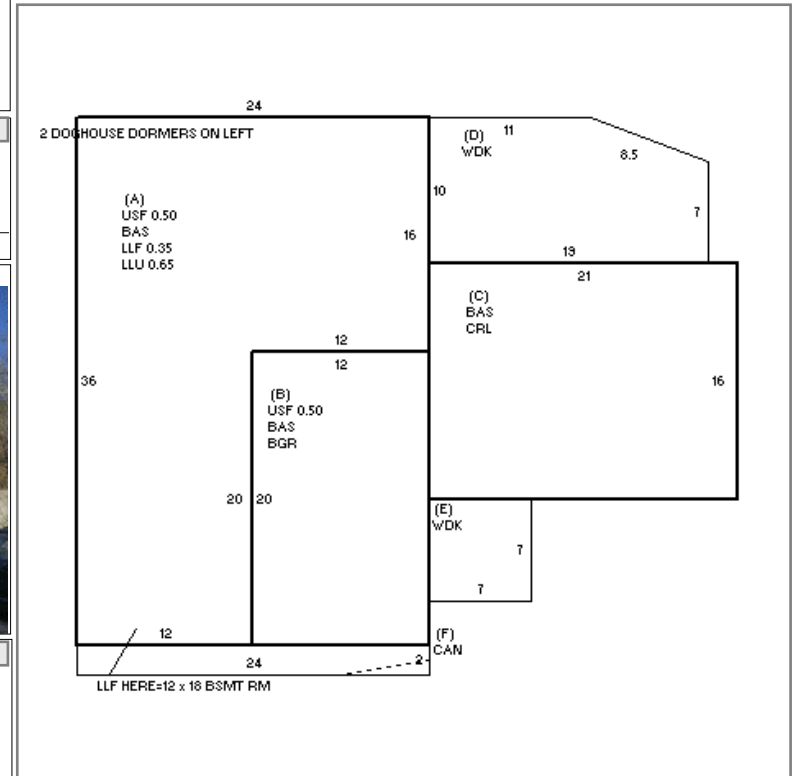 24
2 DOGHOUSE DORMERS ON LEFT
(D)
WDK
11
8.5
10
7
(A)
USF 0.50
BAS
LLF 0.35
LLU 0.65
16
19
21
(C)
BAS
CRL
16
12
12
36
(B)
USF 0.50
BAS
BGR
20
20
(E)
WDK
7
7
12
(F)
CAN
24
2
LLF HERE=12 x 18 BSMT RM